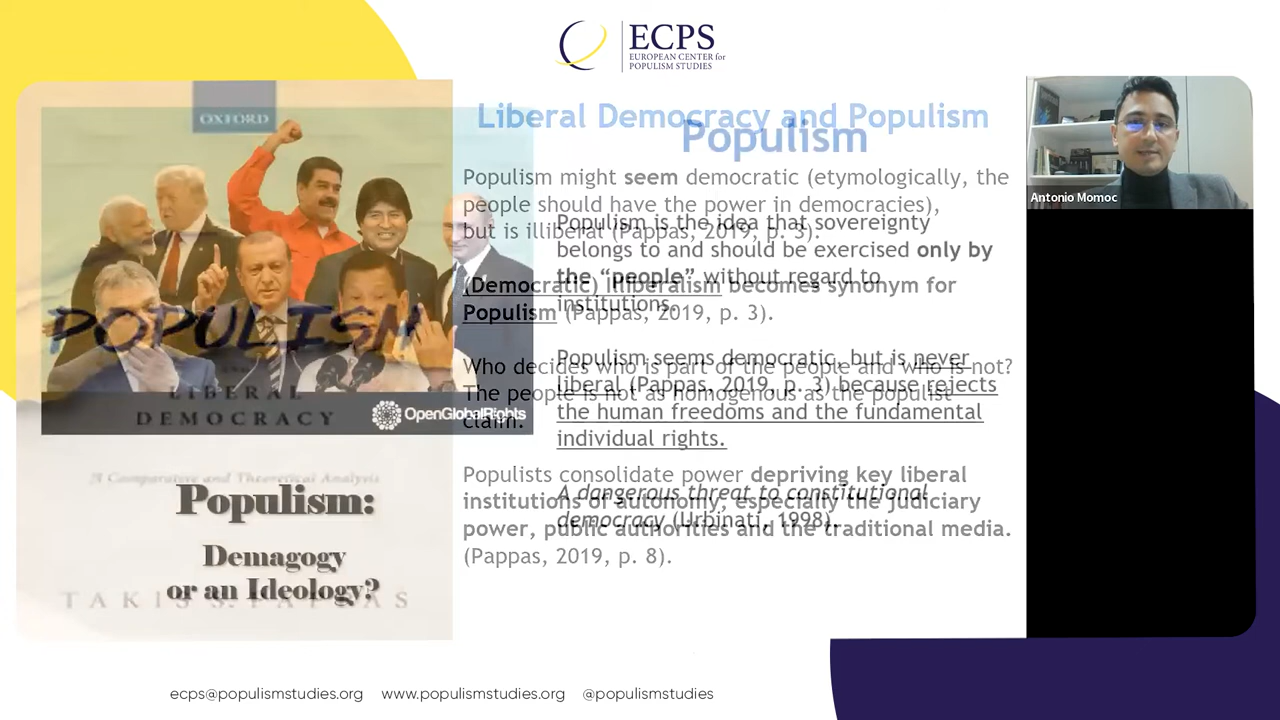 ECPS
EUROPEAN CENTER for
POPULISM STUDIES
OXFORD
POPULISM
AND
LIBERAL
DEMOCRACY
OpenGlobalRights
A Comparative and Theoretical Analysis
Populism:
Demagogy
or an Ideology?
TAKIS S. PAPPAS
Liberal Democracy and Populism
Populism might seem democratic (etymologically, the
people should have the power in democracies),
but is illiberal (Pappas, 2019, p. 3).
(Democratic) illiberalism becomes synonym for
Populism (Pappas, 2019, p. 3).
Who decides who is part of the people and who is not?
The people is not as homogenous as the populist
claim.
Populists consolidate power depriving key liberal
institutions of autonomy, especially the judiciary
power, public authorities and the traditional media.
(Pappas, 2019, p. 8).
Populism
Populism is the idea that sovereignty
belongs to and should be exercised only by
the “people” without regard to
institutions.
Populism seems democratic, but is never
liberal (Pappas, 2019, p. 3) because rejects
the human freedoms and the fundamental
individual rights.
A dangerous threat to constitutional
democracy (Urbinati, 1998).
Antonio Momoc
ecps@populismstudies.org www.populismstudies.org @populismstudies